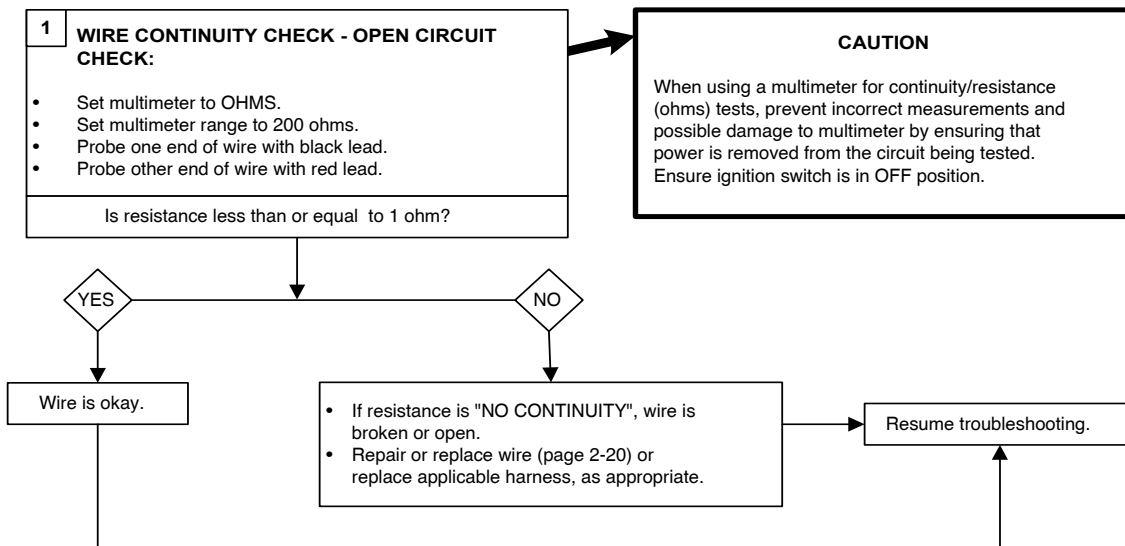 1
WIRE CONTINUITY CHECK - OPEN CIRCUIT
CHECK:
• Set multimeter to OHMS.
• Set multimeter range to 200 ohms.
• Probe one end of wire with black lead.
• Probe other end of wire with red lead.
Is resistance less than or equal to 1 ohm?
CAUTION
When using a multimeter for continuity/resistance
(ohms) tests, prevent incorrect measurements and
possible damage to multimeter by ensuring that
power is removed from the circuit being tested.
Ensure ignition switch is in OFF position.
YES
NO
Wire is okay.
• If resistance is "NO CONTINUITY", wire is
broken or open.
• Repair or replace wire (page 2-20) or
replace applicable harness, as appropriate.
Resume troubleshooting.